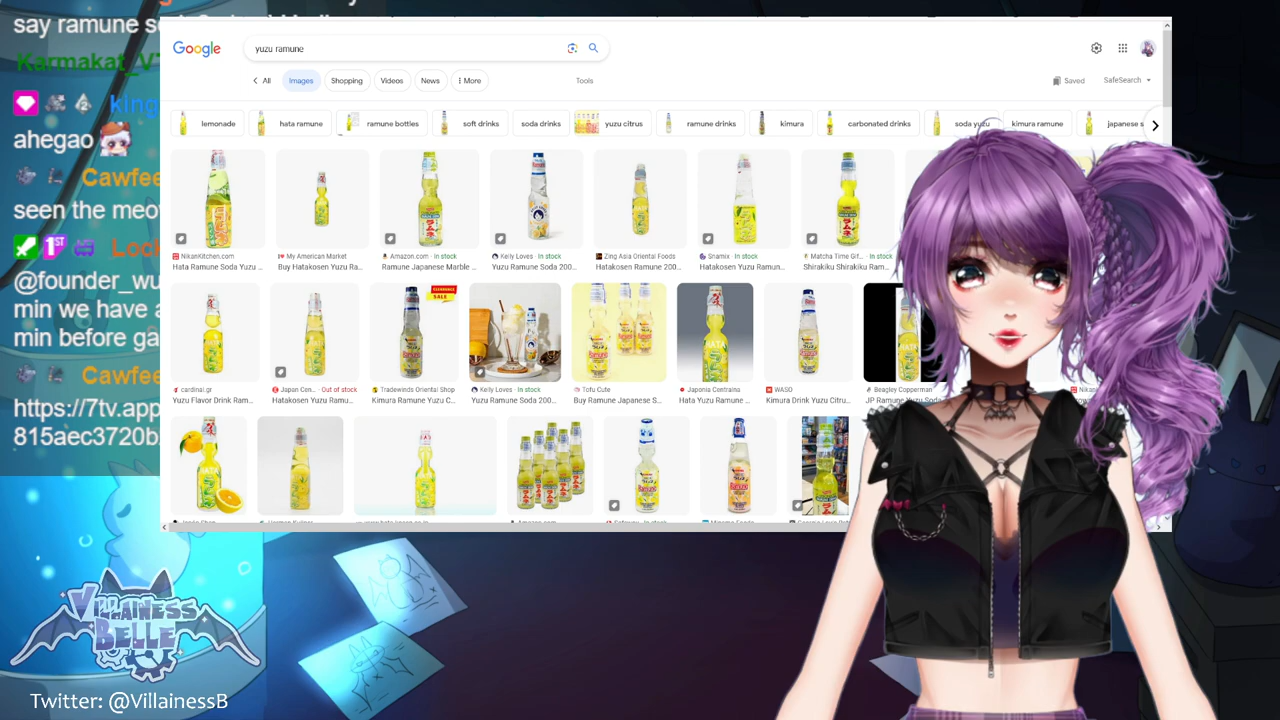 say ramune
Karmakat_V
king
ahegao
Cawfee
seen the meo
Lock
@founder_wu
min we have a
min before ga
Cawfee
https://7tv.app
815aec3720b
Google
yuzu ramune
All Images Shopping Videos News More Tools Saved SafeSearch
lemonade hata ramune ramune bottles soft drinks soda drinks yuzu citrus ramune drinks kimura carbonated drinks soda yuzu kimura ramune japanese s
NikanKitchen.com My American Market Amazon.com · In stock Kelly Loves · In stock Zing Asia Oriental Foods Snamix · In stock Matcha Time Gif... · In stock
Hata Ramune Soda Yuzu ... Buy Hatakosen Yuzu Ra... Ramune Japanese Marble ... Yuzu Ramune Soda 200... Hatakosen Ramune 200... Hatakosen Yuzu Ramun... Shirakiku Shirakiku Ram...
CLEARANCE
SALE
cardinal.gr Japan Cen... · Out of stock Tradewinds Oriental Shop Kelly Loves · In stock Tofu Cute Japonia Centralna WASO Beagley Copperman
Yuzu Flavor Drink Ram... Hatakosen Yuzu Ramu... Kimura Ramune Yuzu C... Yuzu Ramune Soda 200... Buy Ramune Japanese S... Hata Yuzu Ramune ... Kimura Drink Yuzu Citru... JP Ramune Yuzu Soda
VILLAINESS
BELLE
Twitter: @VillainessB